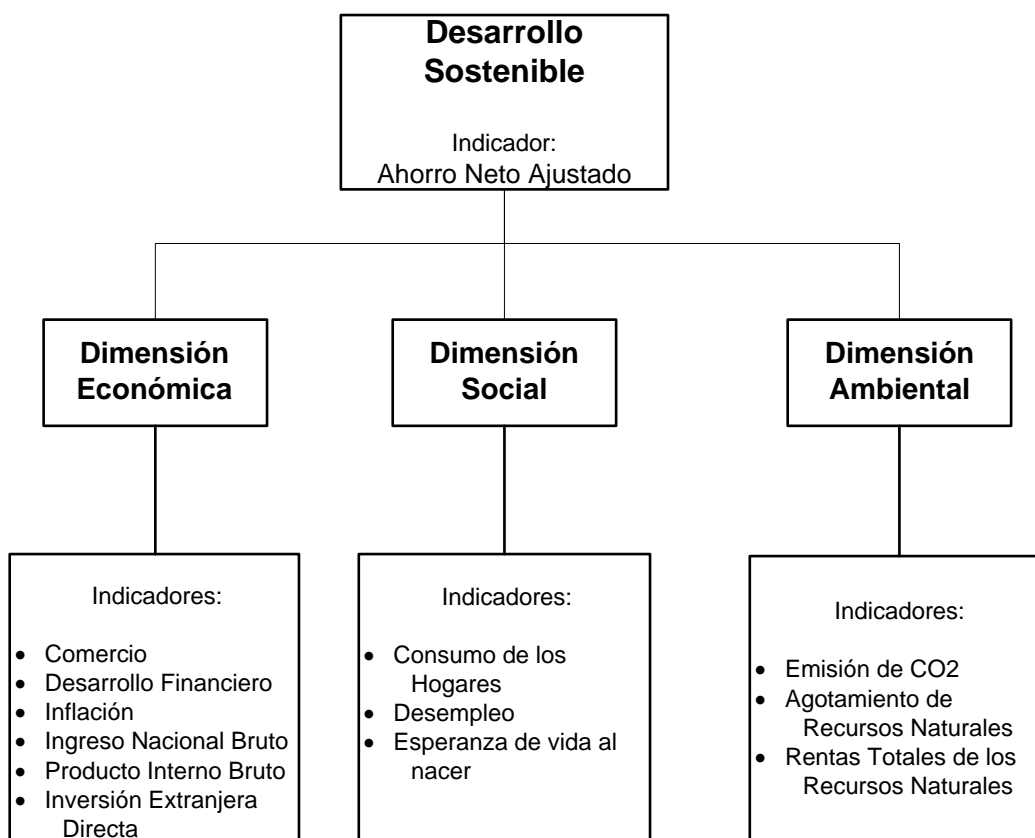 Desarrollo
Sostenible
Indicador:
Ahorro Neto Ajustado
Dimensión
Económica
Dimensión
Social
Dimensión
Ambiental
Indicadores:
• Comercio
• Desarrollo Financiero
• Inflación
• Ingreso Nacional Bruto
• Producto Interno Bruto
• Inversión Extranjera
Directa
Indicadores:
• Consumo de los
Hogares
• Desempleo
• Esperanza de vida al
nacer
Indicadores:
• Emisión de CO2
• Agotamiento de
Recursos Naturales
• Rentas Totales de los
Recursos Naturales